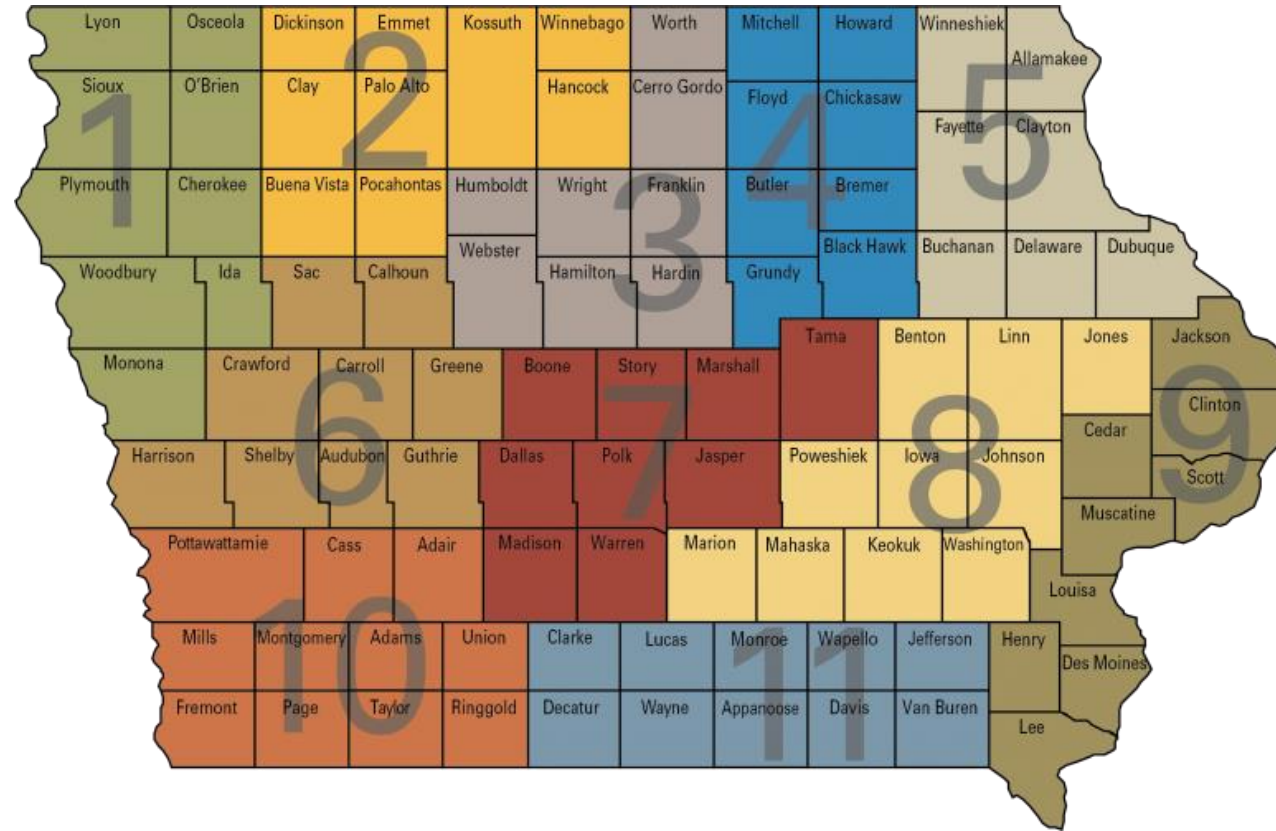 Lyon Osceola Dickinson Emmet Kossuth Winnebago Worth Mitchell Howard Winneshiek
Allamakee
Sioux O'Brien Clay Palo Alto Hancock Cerro Gordo Floyd Chickasaw
Fayette Clayton
1 2 3 4 5
Plymouth Cherokee Buena Vista Pocahontas Humboldt Wright Franklin Butler Bremer
Webster Black Hawk Buchanan Delaware Dubuque
Woodbury Ida Sac Calhoun Hamilton Hardin Grundy
Tama Benton Linn Jones Jackson
Monona Crawford Carroll Greene Boone Story Marshall
Clinton
Cedar
6 7 8 9
Harrison Shelby Audubon Guthrie Dallas Polk Jasper Poweshiek Iowa Johnson
Scott
Muscatine
Pottawattamie Cass Adair Madison Warren Marion Mahaska Keokuk Washington
Louisa
10 11
Mills Montgomery Adams Union Clarke Lucas Monroe Wapello Jefferson Henry
Des Moines
Fremont Page Taylor Ringgold Decatur Wayne Appanoose Davis Van Buren
Lee